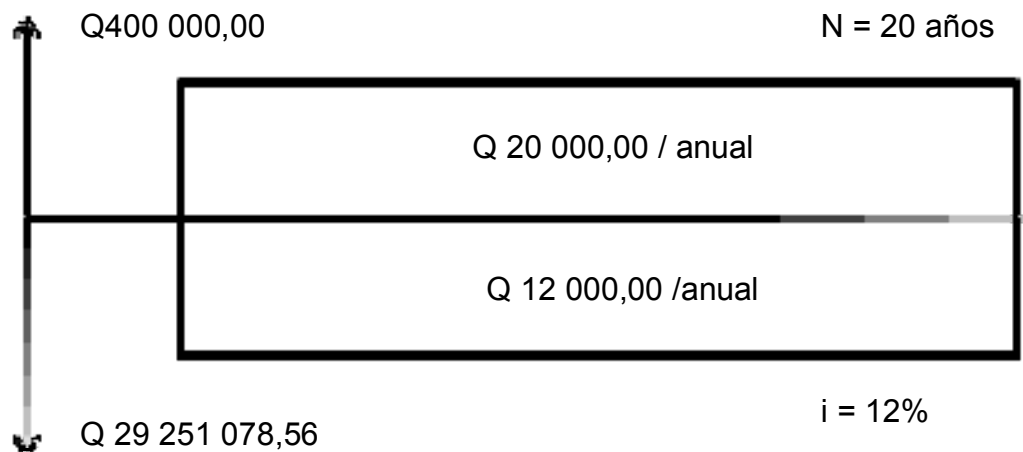 Q400 000,00
N = 20 años
Q 20 000,00 / anual
Q 12 000,00 /anual
i = 12%
Q 29 251 078,56